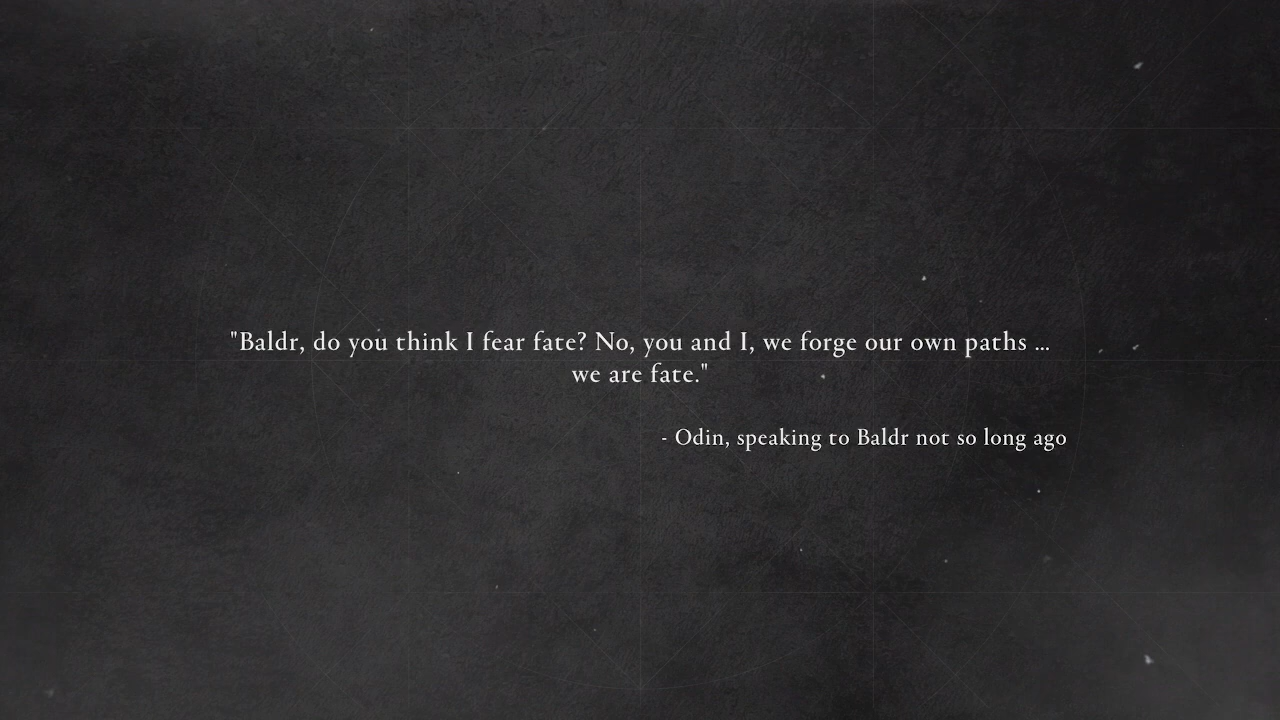 "Baldr, do you think I fear fate? No, you and I, we forge our own paths ...
we are fate."
- Odin, speaking to Baldr not so long ago